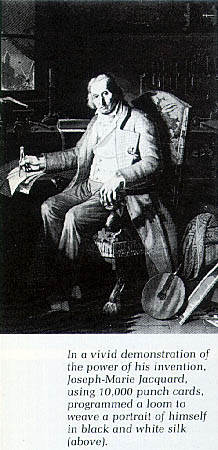 In a vivid demonstration of
the power of his invention,
Joseph-Marie Jacquard,
using 10,000 punch cards,
programmed a loom to
weave a portrait of himself
in black and white silk
(above).